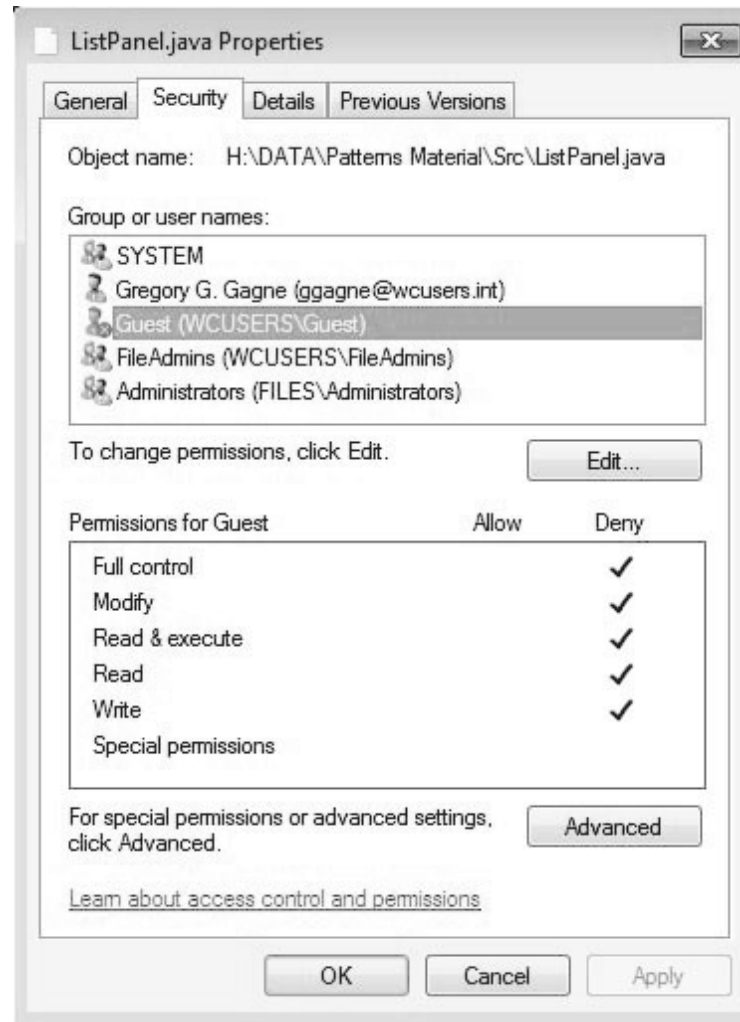 ListPanel.java Properties
General Security Details Previous Versions
Object name: H:\DATA\Patterns Material\Src\ListPanel.java
Group or user names:
SYSTEM
Gregory G. Gagne (ggagne@wcusers.int)
Guest (WCUSERS\Guest)
FileAdmins (WCUSERS\FileAdmins)
Administrators (FILES\Administrators)
To change permissions, click Edit.
Edit...
Permissions for Guest Allow Deny
Full control
Modify
Read & execute
Read
Write
Special permissions
For special permissions or advanced settings,
click Advanced.
Advanced
Learn about access control and permissions
OK Cancel Apply